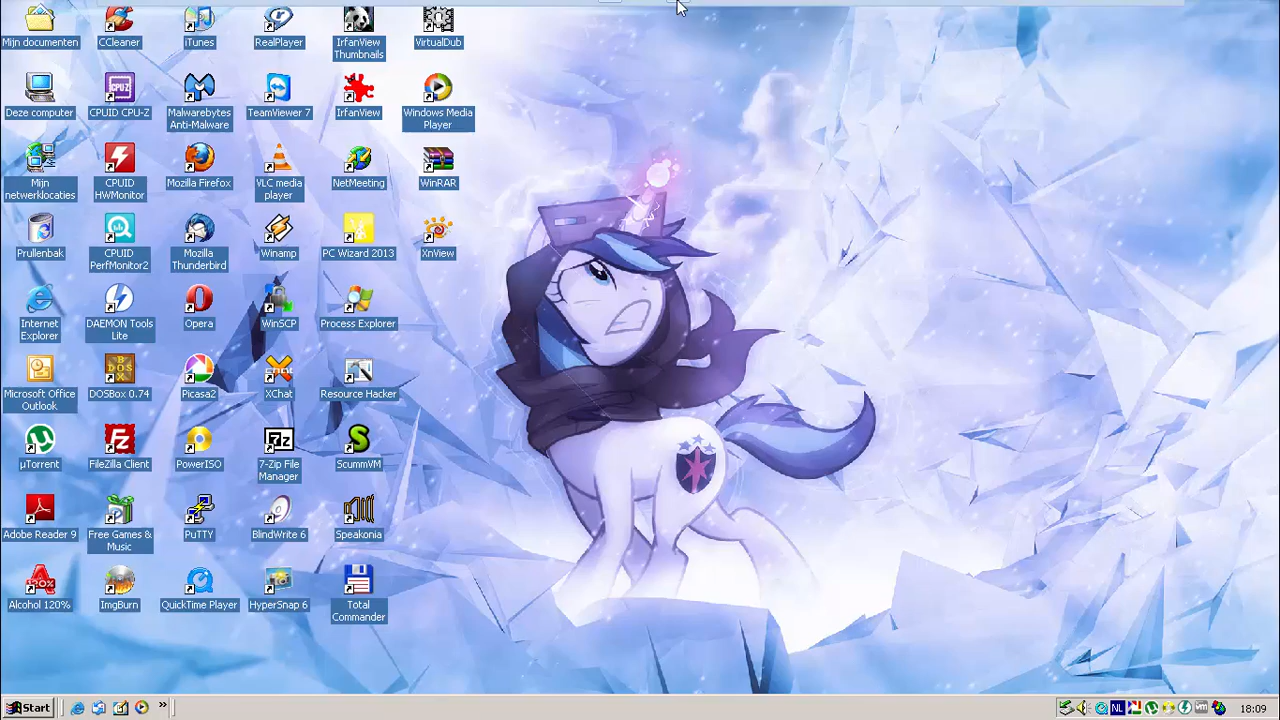 Mijn documenten
CCleaner
iTunes
RealPlayer
IrfanView
Thumbnails
VirtualDub
Deze computer
CPUID CPU-Z
Malwarebytes
Anti-Malware
TeamViewer 7
IrfanView
Windows Media
Player
Mijn
netwerklocaties
CPUID
HWMonitor
Mozilla Firefox
VLC media
player
NetMeeting
WinRAR
Prullenbak
CPUID
PerfMonitor2
Mozilla
Thunderbird
Winamp
PC Wizard 2013
XnView
Internet
Explorer
DAEMON Tools
Lite
Opera
WinSCP
Process Explorer
Microsoft Office
Outlook
DOSBox 0.74
Picasa2
XChat
Resource Hacker
µTorrent
FileZilla Client
PowerISO
7-Zip File
Manager
ScummVM
Adobe Reader 9
Free Games &
Music
PuTTY
BlindWrite 6
Speakonia
Alcohol 120%
ImgBurn
QuickTime Player
HyperSnap 6
Total
Commander
Start
NL
18:09